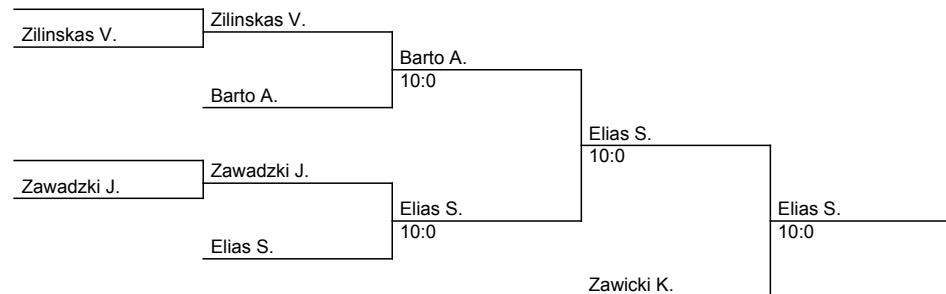 Zilinskas V.
Zilinskas V.
Barto A.
10:0
Barto A.
Elias S.
10:0
Zawadzki J.
Zawadzki J.
Elias S.
10:0
Elias S.
10:0
Elias S.
Zawicki K.